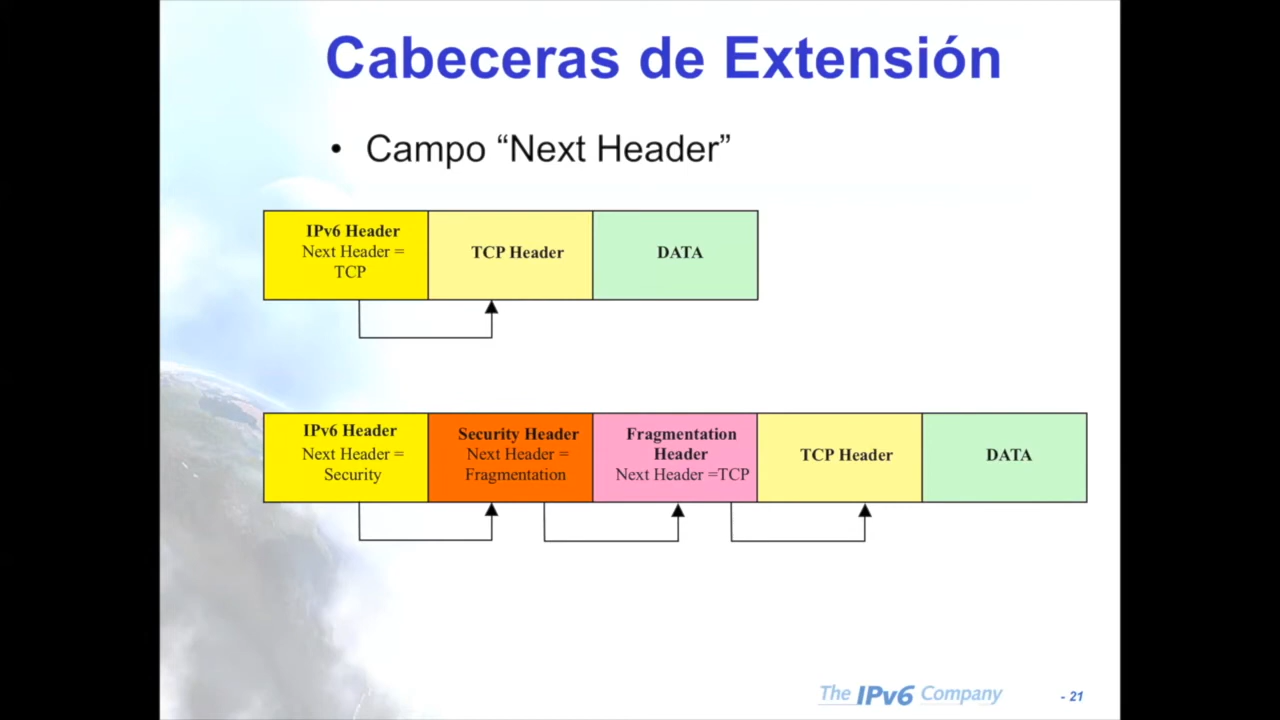 Cabeceras de Extensión
• Campo “Next Header”
IPv6 Header
Next Header =
TCP
TCP Header
DATA
IPv6 Header
Next Header =
Security
Security Header
Next Header =
Fragmentation
Fragmentation
Header
Next Header =TCP
TCP Header
DATA
The IPv6 Company
- 21